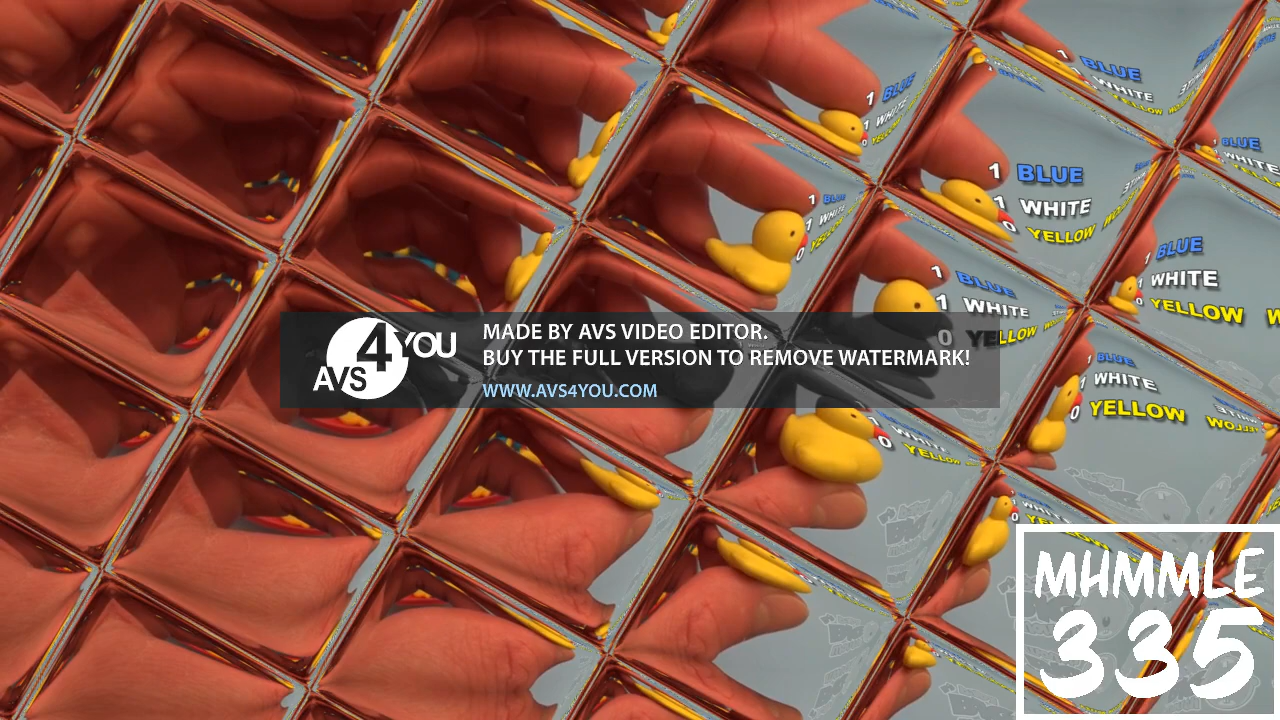 1 BLUE
1 WHITE
0 YELLOW
AVS4YOU
MADE BY AVS VIDEO EDITOR.
BUY THE FULL VERSION TO REMOVE WATERMARK!
WWW.AVS4YOU.COM
MHMMLE
335